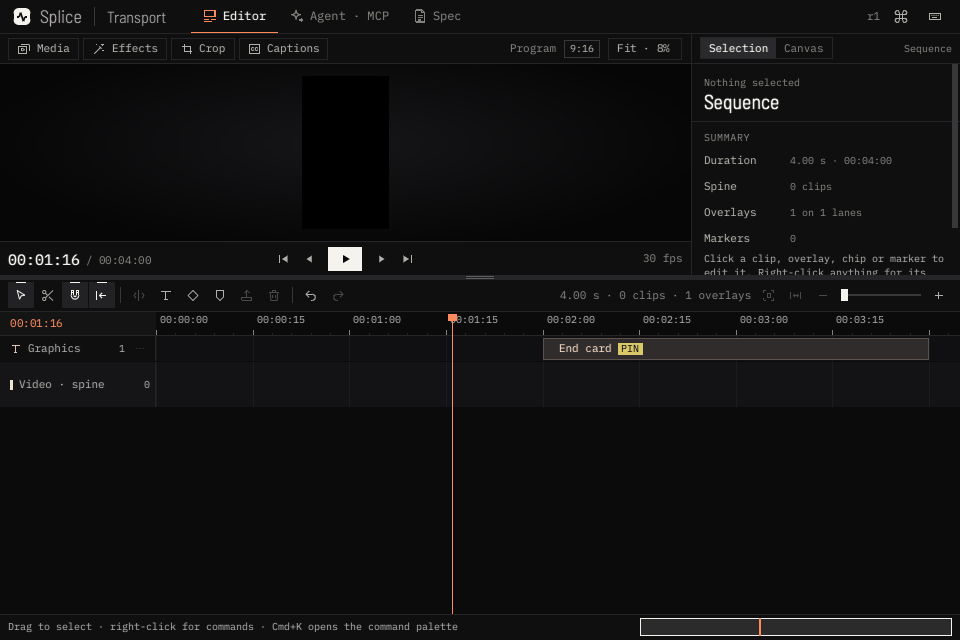 Splice Transport Editor Agent · MCP Spec r1
Media Effects Crop Captions Program 9:16 Fit · 8% Selection Canvas Sequence
Nothing selected
Sequence
SUMMARY
Duration 4.00 s · 00:04:00
Spine 0 clips
Overlays 1 on 1 lanes
Markers 0
Click a clip, overlay, chip or marker to
edit it. Right-click anything for its
00:01:16 / 00:04:00 30 fps
4.00 s · 0 clips · 1 overlays
00:01:16 00:00:00 00:00:15 00:01:00 00:01:15 00:02:00 00:02:15 00:03:00 00:03:15
Graphics 1 End card PIN
Video · spine 0
Drag to select · right-click for commands · Cmd+K opens the command palette